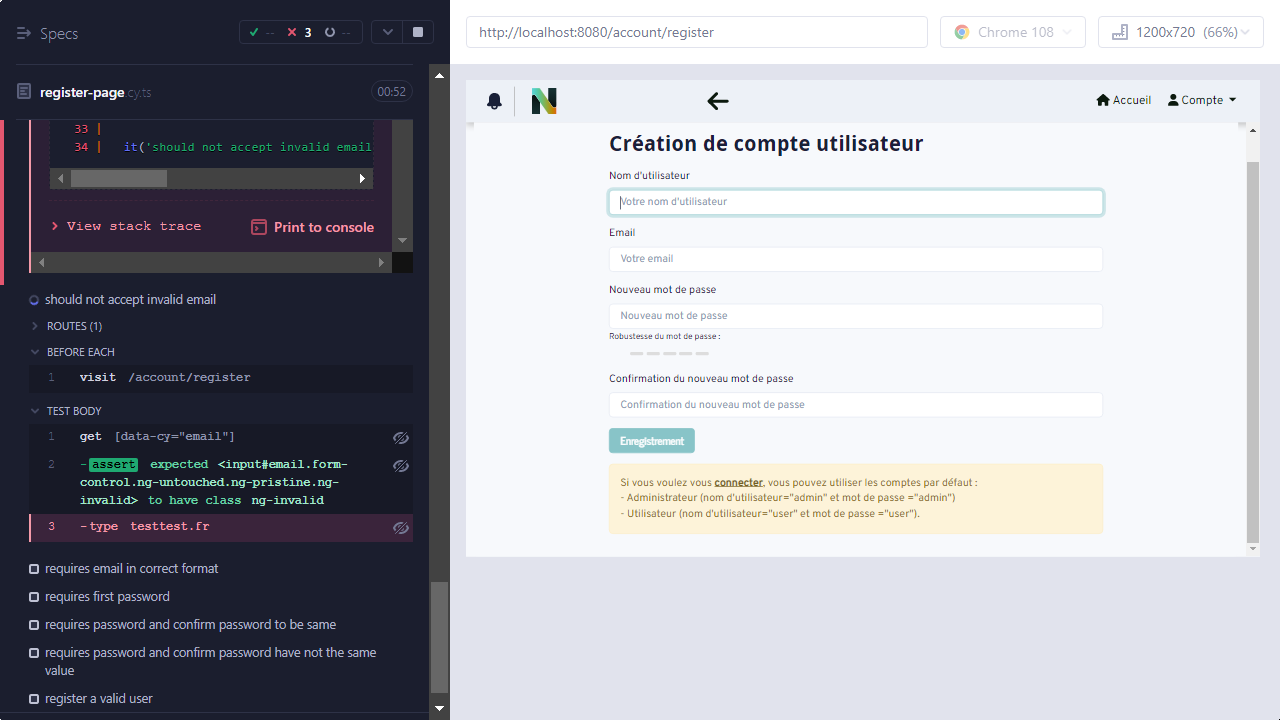 Specs
--
3
--
register-page.cy.ts
00:52
33 |
34 | it('should not accept invalid email
View stack trace
Print to console
should not accept invalid email
ROUTES (1)
BEFORE EACH
1 visit /account/register
TEST BODY
1 get [data-cy="email"]
2 -assert expected <input#email.form-
control.ng-untouched.ng-pristine.ng-
invalid> to have class ng-invalid
3 -type testtest.fr
requires email in correct format
requires first password
requires password and confirm password to be same
requires password and confirm password have not the same
value
register a valid user
http://localhost:8080/account/register
Chrome 108
1200x720 (66%)
N
Accueil
Compte
Création de compte utilisateur
Nom d'utilisateur
Votre nom d'utilisateur
Email
Votre email
Nouveau mot de passe
Nouveau mot de passe
Robustesse du mot de passe :
Confirmation du nouveau mot de passe
Confirmation du nouveau mot de passe
Enregistrement
Si vous voulez vous connecter, vous pouvez utiliser les comptes par défaut :
- Administrateur (nom d'utilisateur="admin" et mot de passe ="admin")
- Utilisateur (nom d'utilisateur="user" et mot de passe ="user").